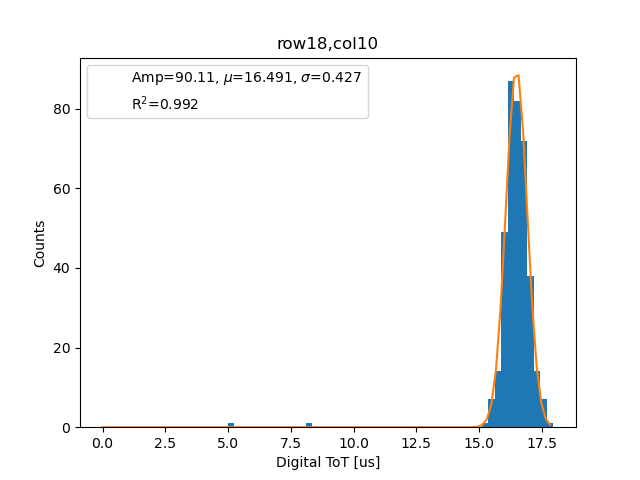 row18,col10
Amp=90.11, μ=16.491, σ=0.427
R²=0.992
Counts
80
60
40
20
0
0.0 2.5 5.0 7.5 10.0 12.5 15.0 17.5
Digital ToT [us]